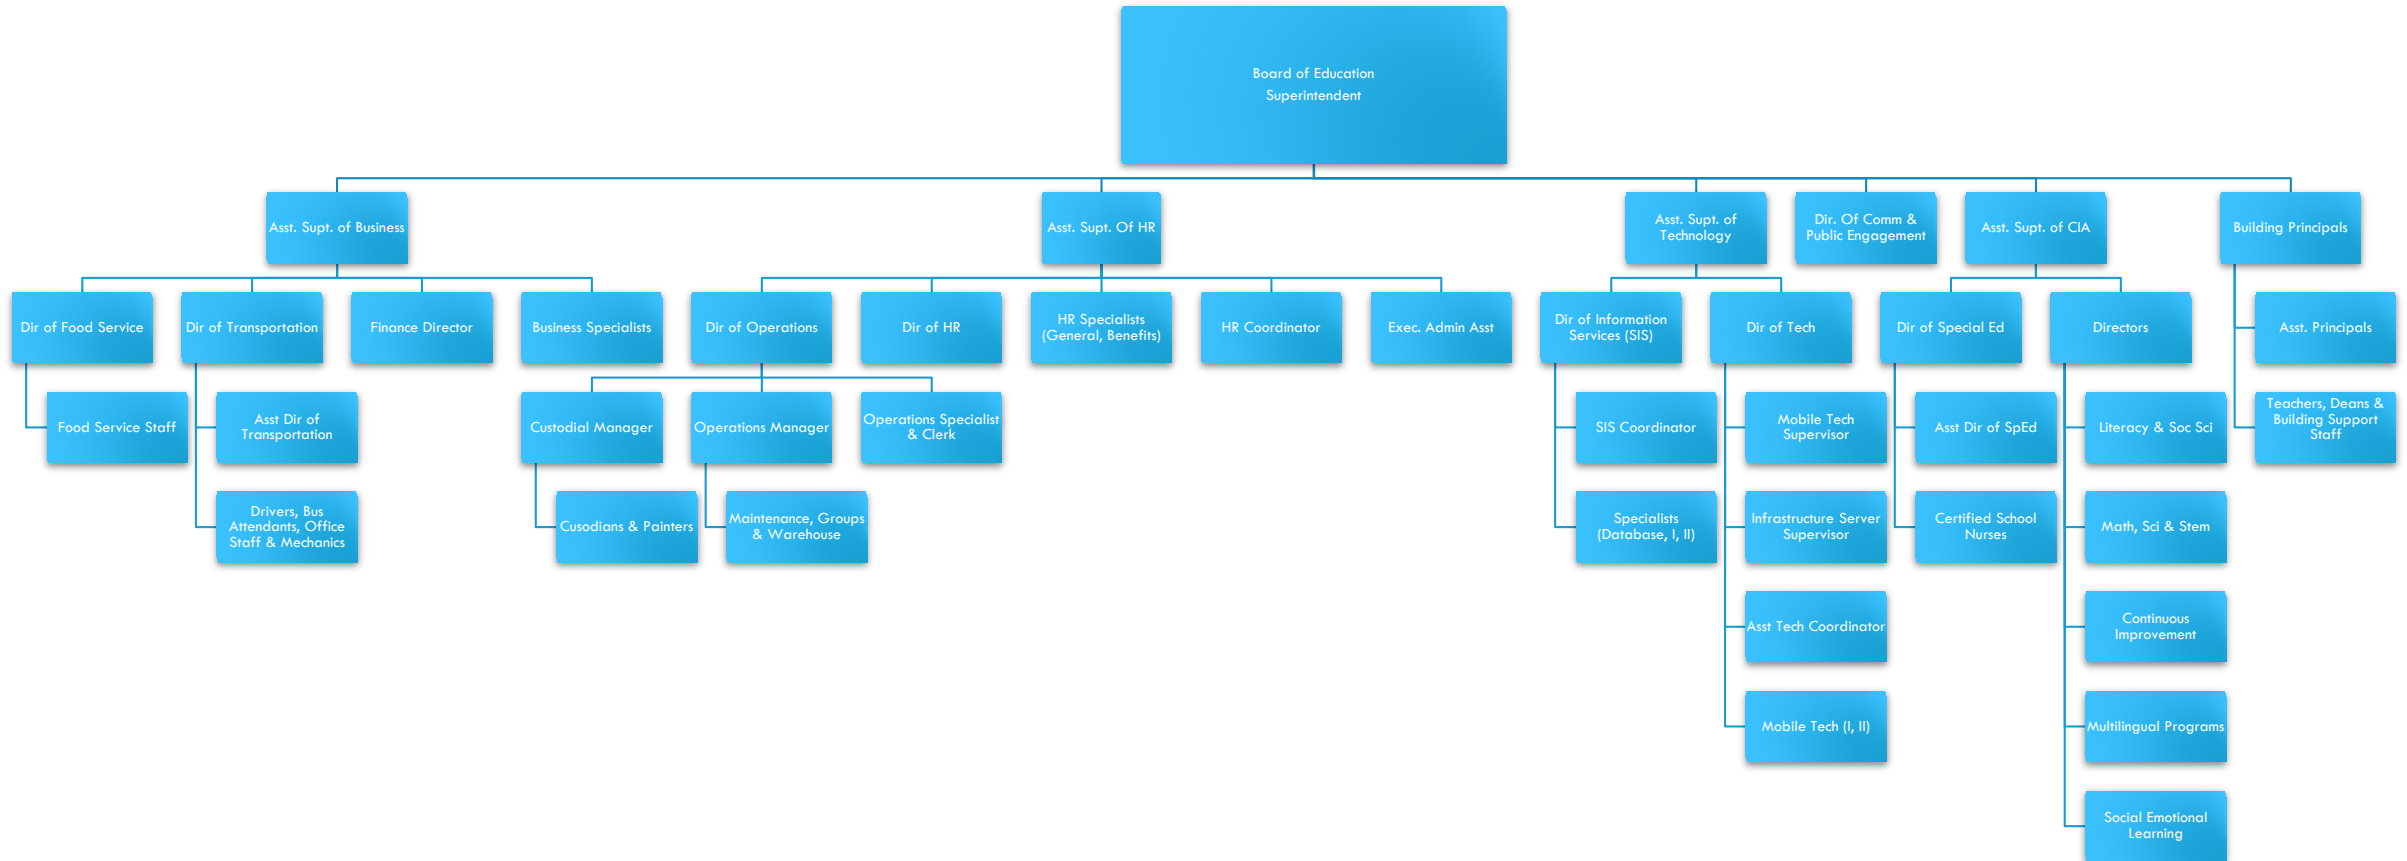 Board of Education
Superintendent
Asst. Supt. of Business
Asst. Supt. Of HR
Asst. Supt. of
Technology
Dir. Of Comm &
Public Engagement
Asst. Supt. of CIA
Building Principals
Dir of Food Service
Dir of Transportation
Finance Director
Business Specialists
Dir of Operations
Dir of HR
HR Specialists
(General, Benefits)
HR Coordinator
Exec. Admin Asst
Dir of Information
Services (SIS)
Dir of Tech
Dir of Special Ed
Directors
Asst. Principals
Food Service Staff
Asst Dir of
Transportation
Custodial Manager
Operations Manager
Operations Specialist
& Clerk
SIS Coordinator
Mobile Tech
Supervisor
Asst Dir of SpEd
Literacy & Soc Sci
Teachers, Deans &
Building Support
Staff
Drivers, Bus
Attendants, Office
Staff & Mechanics
Cusodians & Painters
Maintenance, Groups
& Warehouse
Specialists
(Database, I, II)
Infrastructure Server
Supervisor
Certified School
Nurses
Math, Sci & Stem
Asst Tech Coordinator
Continuous
Improvement
Mobile Tech (I, II)
Multilingual Programs
Social Emotional
Learning